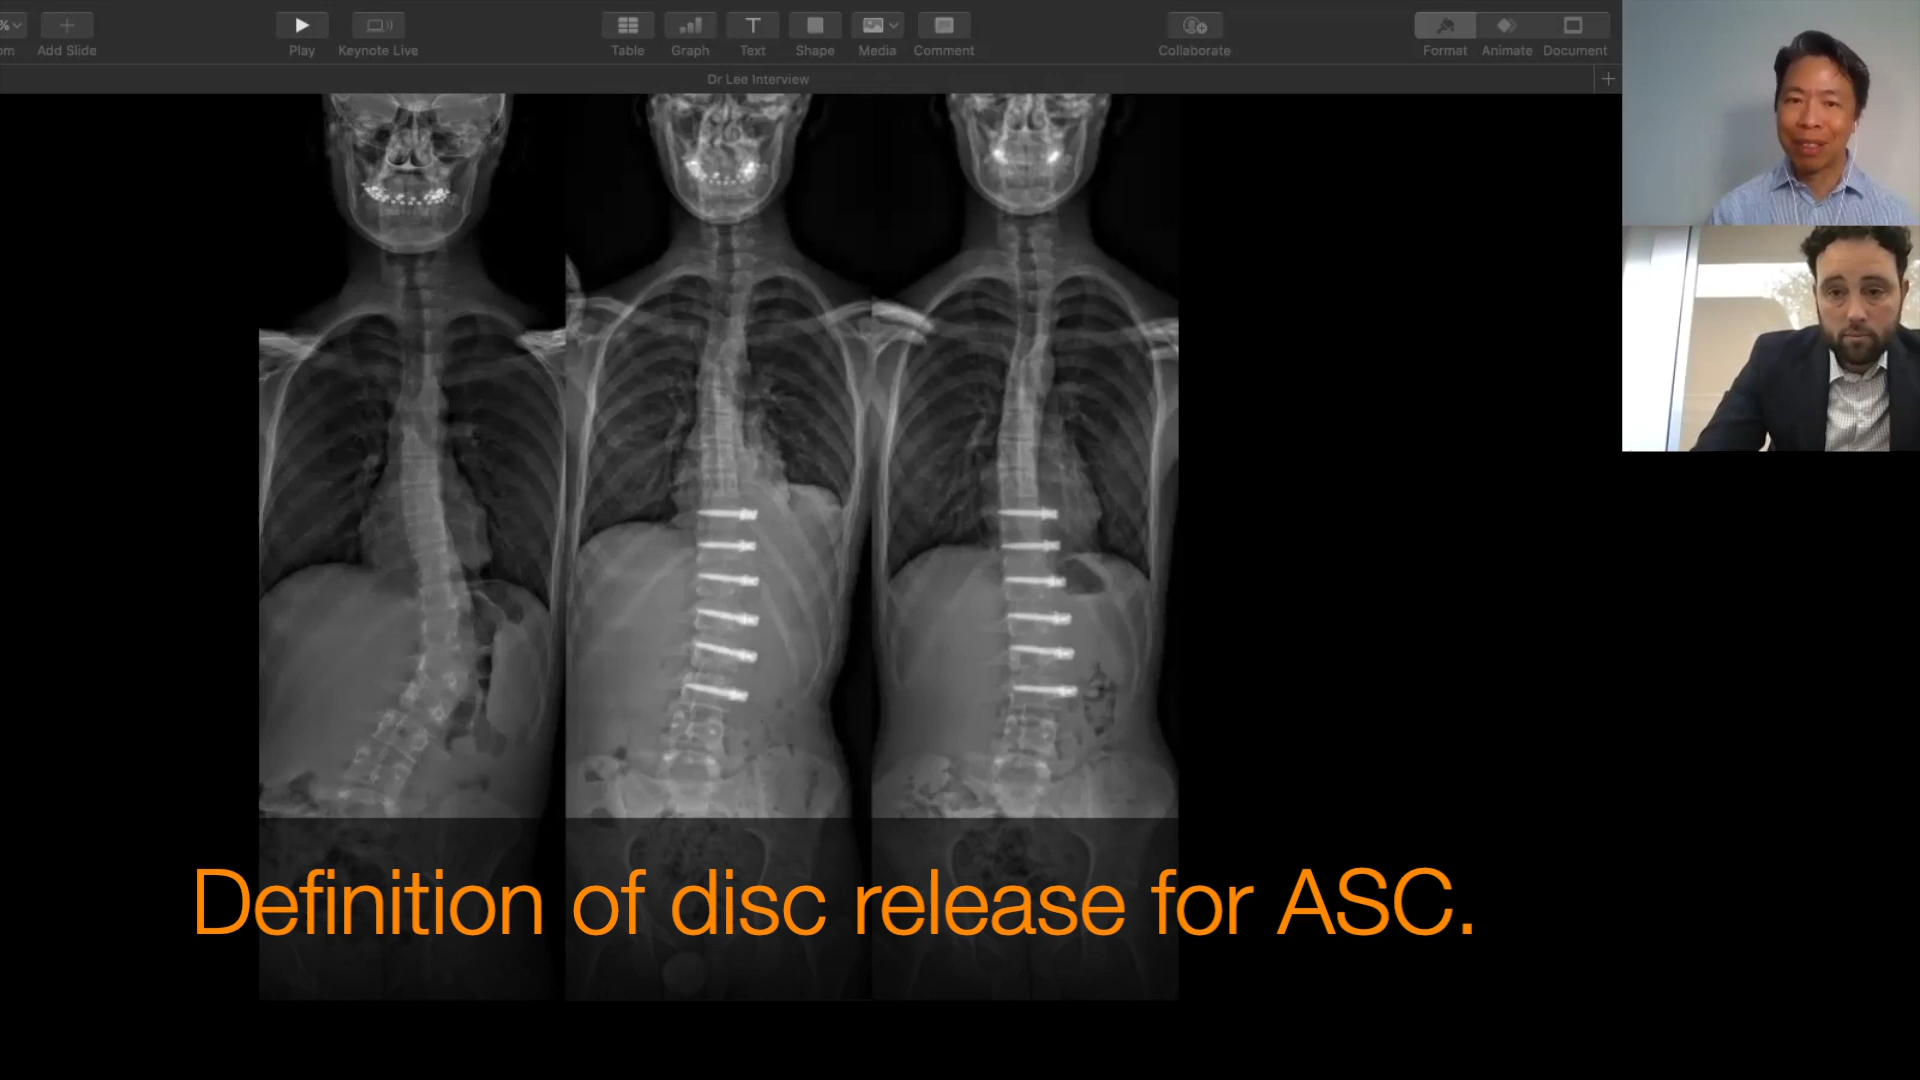 %
om
Add Slide
Play
Keynote Live
Table
Graph
Text
Shape
Media
Comment
Collaborate
Format
Animate
Document
T
Dr Lee Interview
Definition of disc release for ASC.